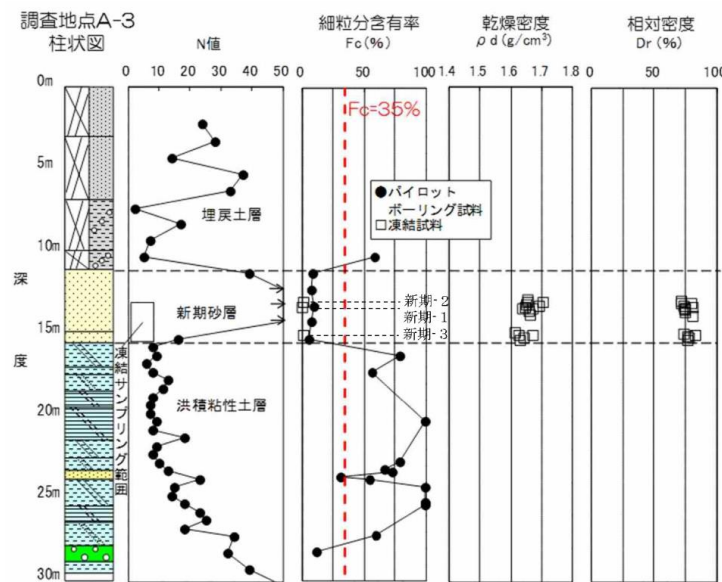 調査地点A-3
柱状図
N値
細粒分含有率
Fc(%)
乾燥密度
ρd(g/cm³)
相対密度
Dr(%)
0m
0 10 20 30 40 50
0 50 100
1.4 1.5 1.6 1.7 1.8
0 50 100
Fc=35%
5m
●パイロット
ボーリング試料
□凍結試料
埋戻土層
10m
深
度
新期砂層
新期-2
新期-1
新期-3
15m
凍結サンプリング範囲
洪積粘性土層
20m
25m
30m